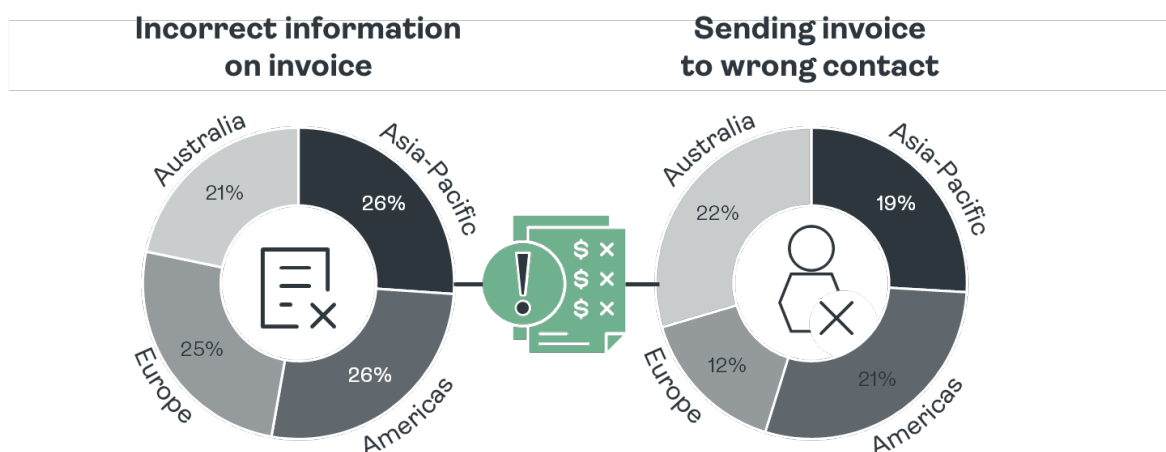 Incorrect information
on invoice
Sending invoice
to wrong contact
Australia
Asia-Pacific
21%
26%
25%
26%
Europe
Americas
$ ×
$ ×
$ ×
!
Australia
Asia-Pacific
22%
19%
12%
21%
Europe
Americas